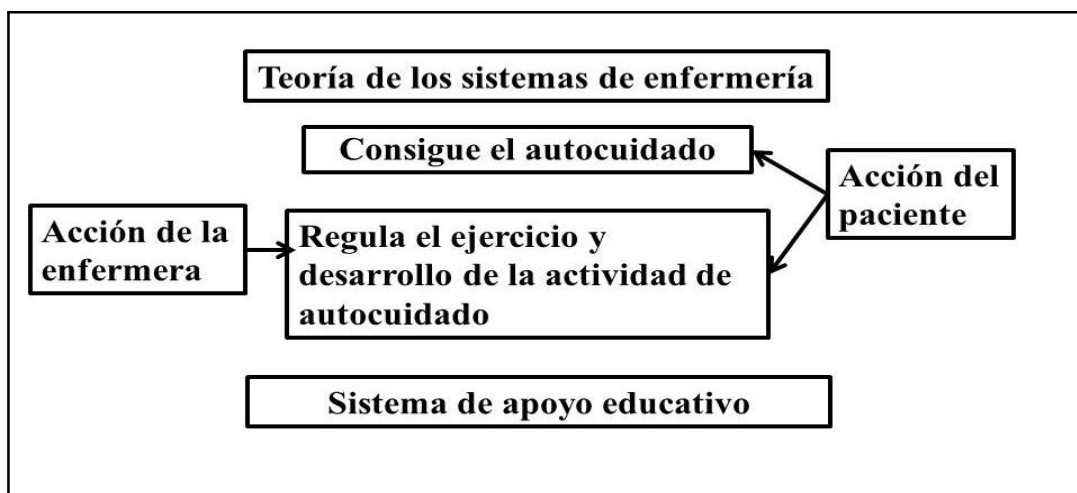 Teoría de los sistemas de enfermería
Consigue el autocuidado
Acción del
paciente
Acción de la
enfermera
Regula el ejercicio y
desarrollo de la actividad de
autocuidado
Sistema de apoyo educativo